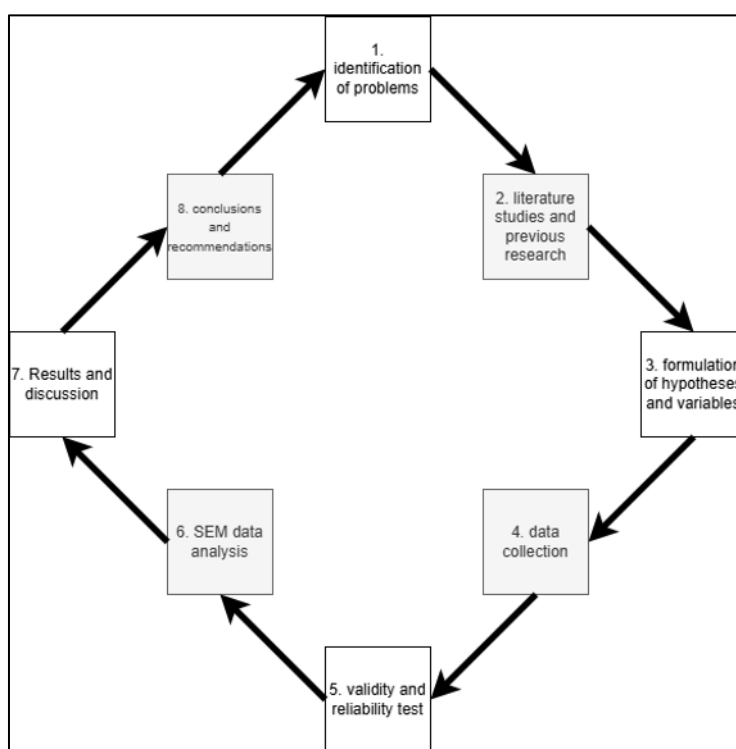 1.
identification
of problems
2. literature
studies and
previous
research
3. formulation
of hypotheses
and variables
4. data
collection
5. validity and
reliability test
6. SEM data
analysis
7. Results and
discussion
8. conclusions
and
recommendations